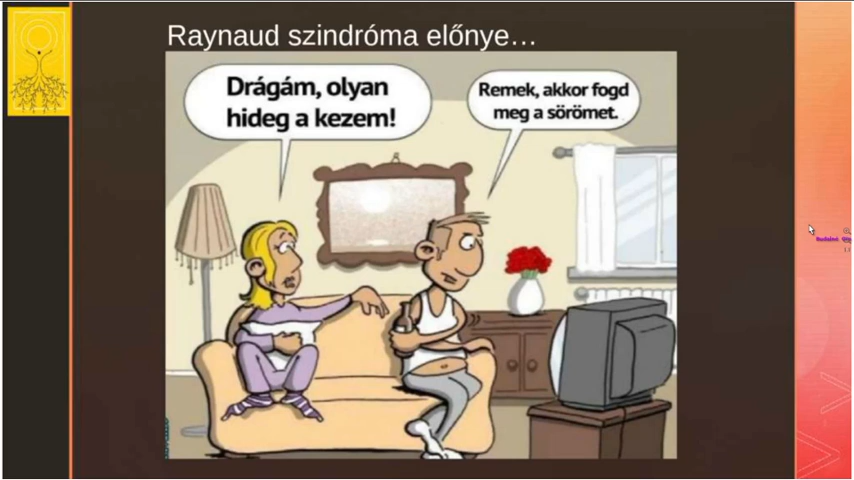 Raynaud szindróma előnye…
Drágám, olyan
hideg a kezem!
Remek, akkor fogd
meg a sörömet.